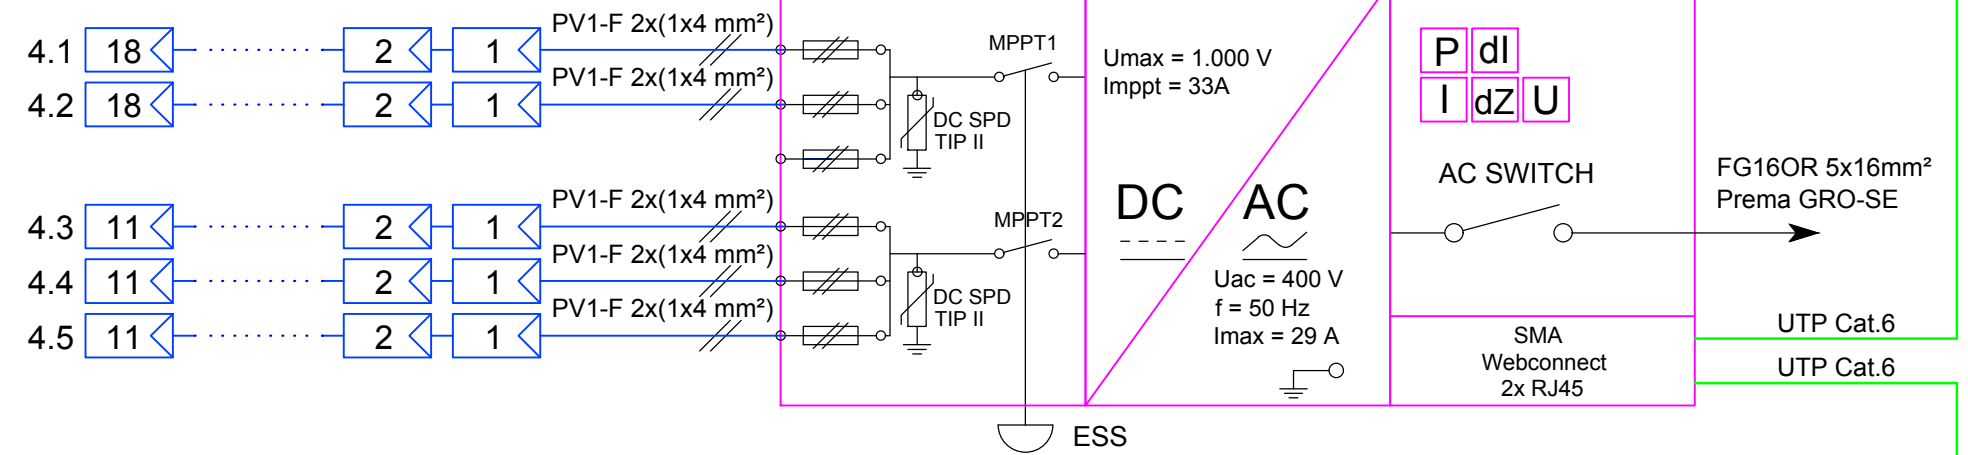 4.1 18 2 1 PV1-F 2x(1x4 mm²)
4.2 18 2 1 PV1-F 2x(1x4 mm²)
4.3 11 2 1 PV1-F 2x(1x4 mm²)
4.4 11 2 1 PV1-F 2x(1x4 mm²)
4.5 11 2 1 PV1-F 2x(1x4 mm²)
MPPT1
DC SPD
TIP II
MPPT2
DC SPD
TIP II
ESS
Umax = 1.000 V
Imppt = 33A
DC
AC
Uac = 400 V
f = 50 Hz
Imax = 29 A
P dI
I dZ U
AC SWITCH
SMA
Webconnect
2x RJ45
FG16OR 5x16mm²
Prema GRO-SE
UTP Cat.6
UTP Cat.6